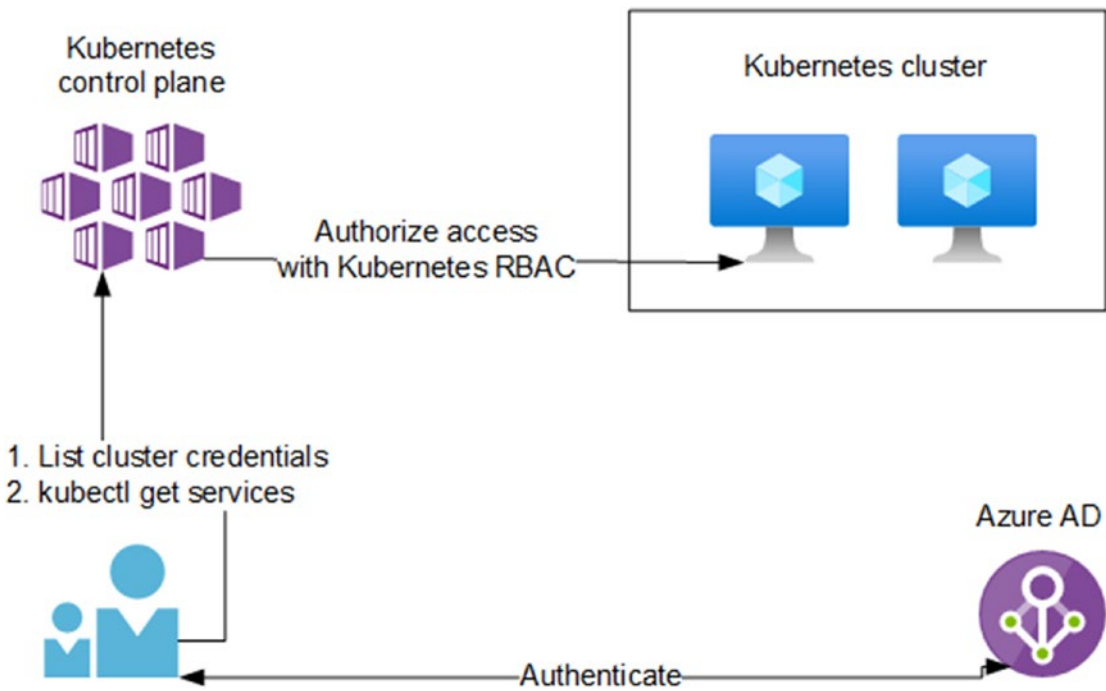 Kubernetes
control plane
Kubernetes cluster
Authorize access
with Kubernetes RBAC
1. List cluster credentials
2. kubectl get services
Azure AD
Authenticate